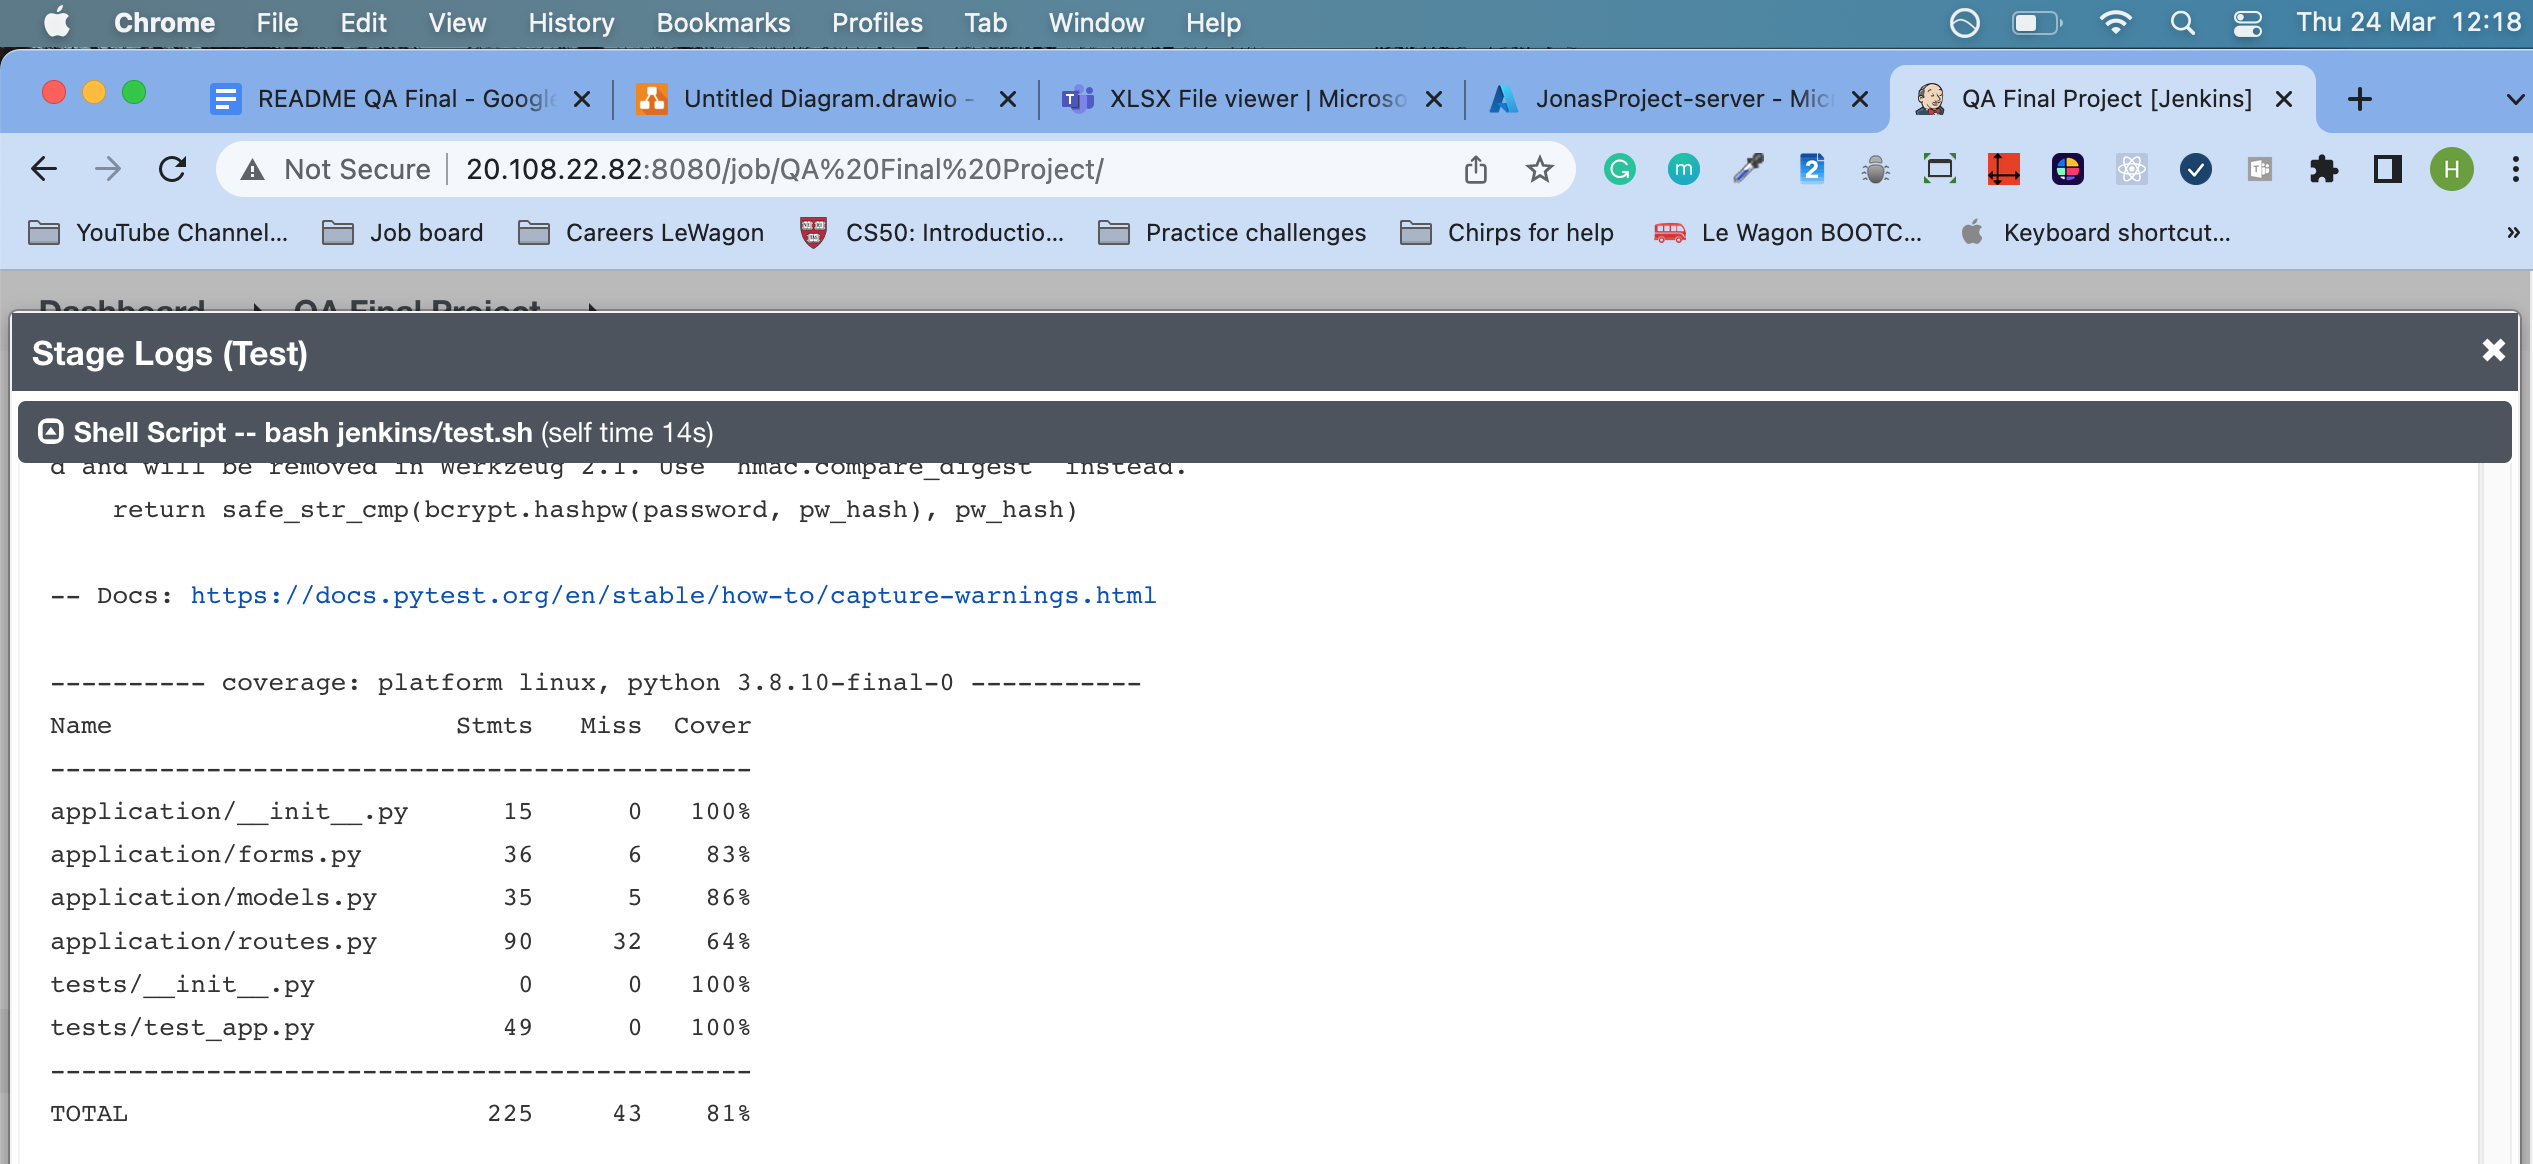 Chrome File Edit View History Bookmarks Profiles Tab Window Help Thu 24 Mar 12:18
README QA Final - Google Untitled Diagram.drawio - XLSX File viewer | Microso JonasProject-server - Mic QA Final Project [Jenkins]
Not Secure 20.108.22.82:8080/job/QA%20Final%20Project/ G m 2 H
YouTube Channel... Job board Careers LeWagon CS50: Introductio... Practice challenges Chirps for help Le Wagon BOOTC... Keyboard shortcut... »
Dashboard QA Final Project
Stage Logs (Test)
Shell Script -- bash jenkins/test.sh (self time 14s)
d and will be removed in Werkzeug 2.1. Use 'hmac.compare_digest' instead.
return safe_str_cmp(bcrypt.hashpw(password, pw_hash), pw_hash)
-- Docs: https://docs.pytest.org/en/stable/how-to/capture-warnings.html
---------- coverage: platform linux, python 3.8.10-final-0 -----------
Name Stmts Miss Cover
---------------------------------------------
application/__init__.py 15 0 100%
application/forms.py 36 6 83%
application/models.py 35 5 86%
application/routes.py 90 32 64%
tests/__init__.py 0 0 100%
tests/test_app.py 49 0 100%
---------------------------------------------
TOTAL 225 43 81%